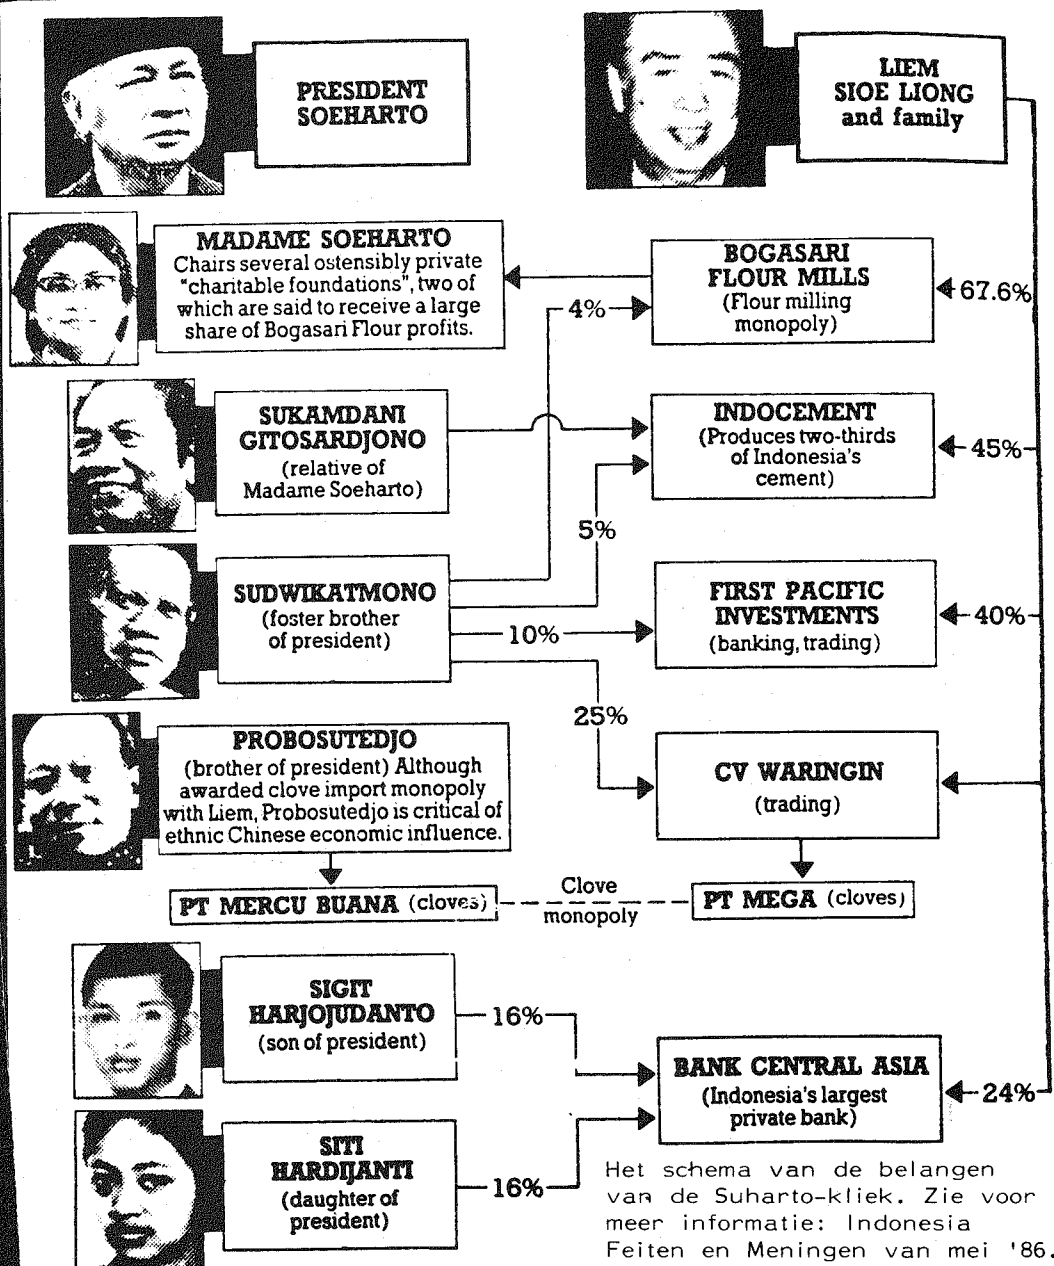 PRESIDENT
SOEHARTO
LIEM
SIOE LIONG
and family
MADAME SOEHARTO
Chairs several ostensibly private
"charitable foundations", two of
which are said to receive a large
share of Bogasari Flour profits.
4%
BOGASARI
FLOUR MILLS
(Flour milling
monopoly)
67.6%
SUKAMDANI
GITOSARDJONO
(relative of
Madame Soeharto)
INDOCEMENT
(Produces two-thirds
of Indonesia's
cement)
45%
5%
SUDWIKATMONO
(foster brother
of president)
10%
FIRST PACIFIC
INVESTMENTS
(banking, trading)
40%
25%
PROBOSUTEDJO
(brother of president) Although
awarded clove import monopoly
with Liem, Probosutedjo is critical of
ethnic Chinese economic influence.
CV WARINGIN
(trading)
PT MERCU BUANA (cloves)
Clove
monopoly
PT MEGA (cloves)
SIGIT
HARJOJUDANTO
(son of president)
16%
BANK CENTRAL ASIA
(Indonesia's largest
private bank)
24%
SITI
HARDIJANTI
(daughter of
president)
16%
Het schema van de belangen
van de Suharto-kliek. Zie voor
meer informatie: Indonesia
Feiten en Meningen van mei '86.